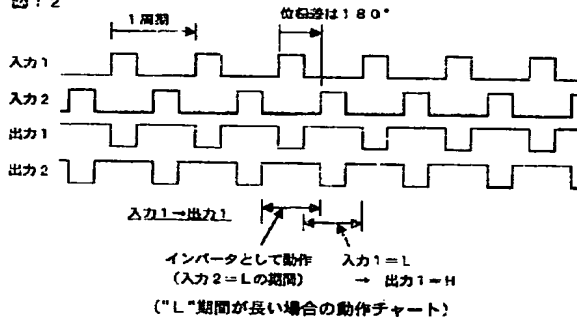 図:2
1周期
位相差は180°
入力1
入力2
出力1
出力2
入力1→出力1
インバータとして動作
(入力2=Lの期間)
入力1=L
→ 出力1=H
("L"期間が長い場合の動作チャート)